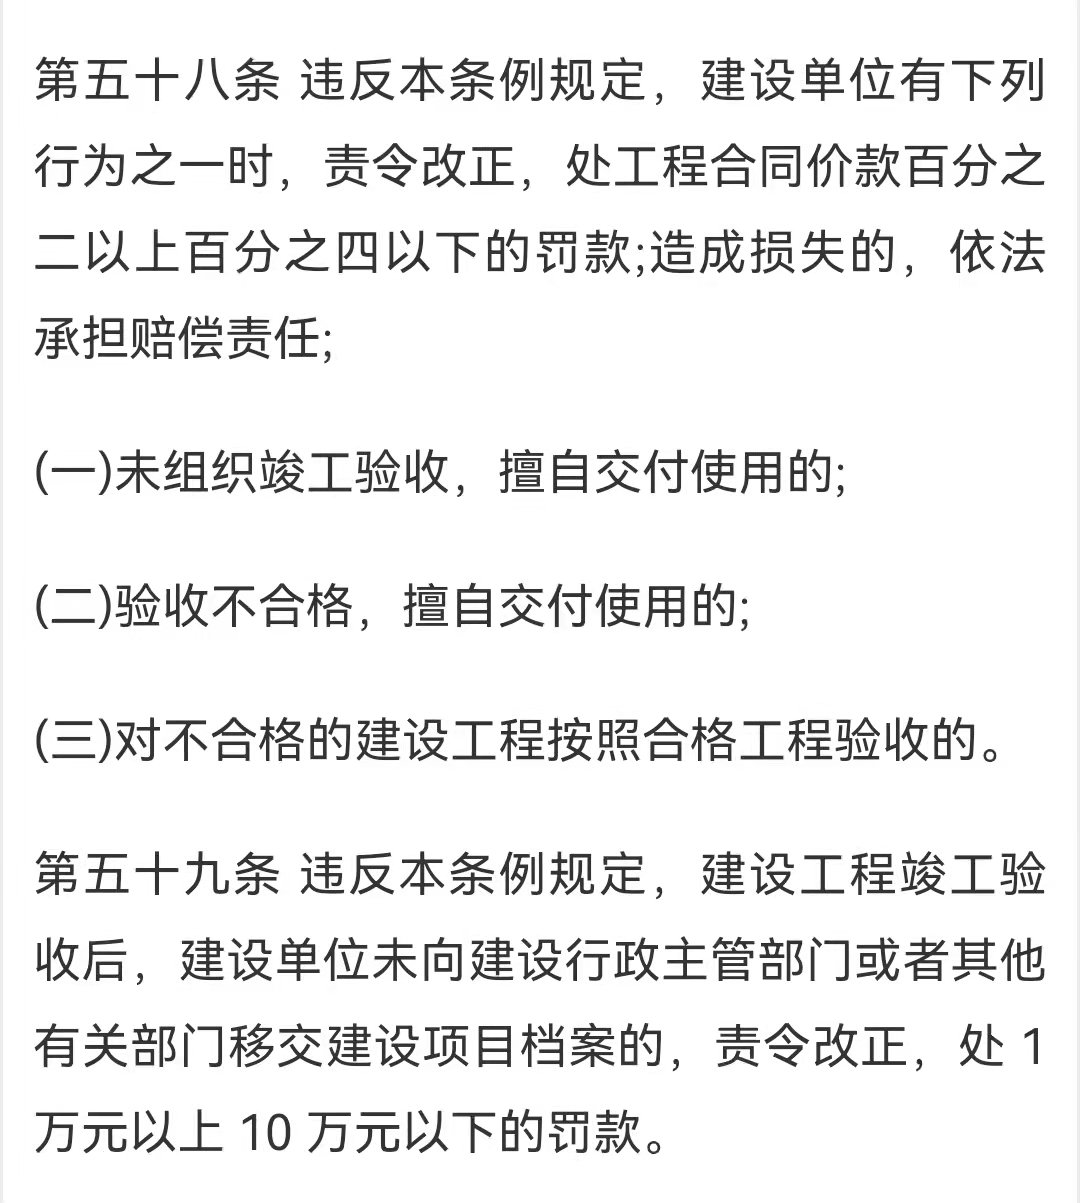 第五十八条 违反本条例规定，建设单位有下列
行为之一时，责令改正，处工程合同价款百分之
二以上百分之四以下的罚款;造成损失的，依法
承担赔偿责任;
(一)未组织竣工验收，擅自交付使用的;
(二)验收不合格，擅自交付使用的;
(三)对不合格的建设工程按照合格工程验收的。
第五十九条 违反本条例规定，建设工程竣工验
收后，建设单位未向建设行政主管部门或者其他
有关部门移交建设项目档案的，责令改正，处 1
万元以上 10 万元以下的罚款。